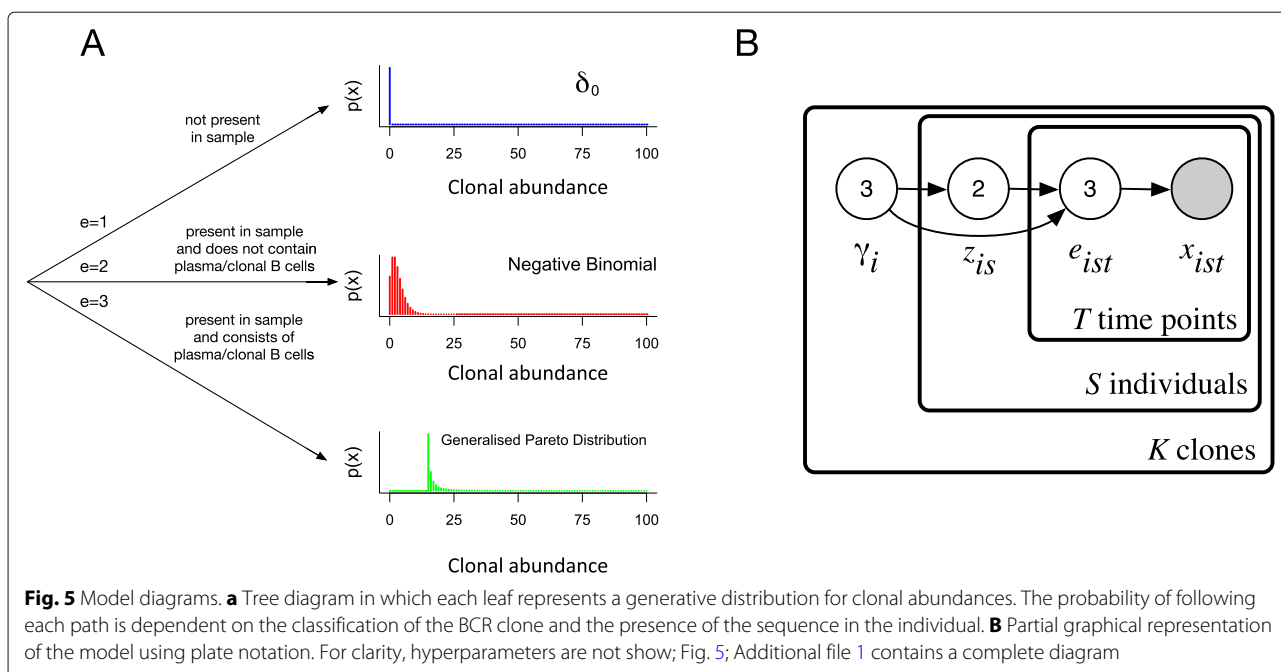 A
B
p(x)
δ₀
0 25 50 75 100
Clonal abundance
not present
in sample
e=1
present in sample
and does not contain
plasma/clonal B cells
e=2
e=3
present in sample
and consists of
plasma/clonal B cells
p(x)
Negative Binomial
0 25 50 75 100
Clonal abundance
p(x)
Generalised Pareto Distribution
0 25 50 75 100
Clonal abundance
3 2 3
γᵢ z_is e_ist x_ist
T time points
S individuals
K clones
Fig. 5 Model diagrams. a Tree diagram in which each leaf represents a generative distribution for clonal abundances. The probability of following
each path is dependent on the classification of the BCR clone and the presence of the sequence in the individual. B Partial graphical representation
of the model using plate notation. For clarity, hyperparameters are not show; Fig. 5; Additional file 1 contains a complete diagram